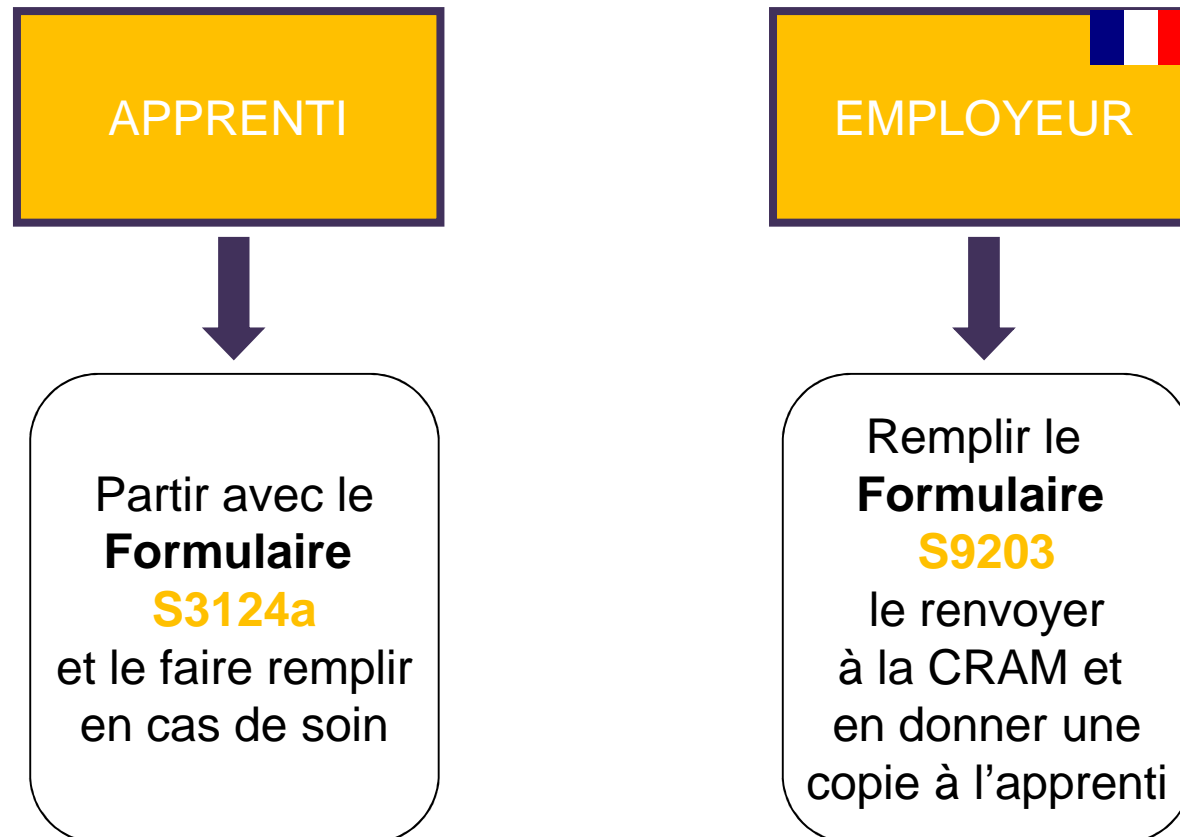 APPRENTI
Partir avec le
Formulaire
S3124a
et le faire remplir
en cas de soin
EMPLOYEUR
Remplir le
Formulaire
S9203
le renvoyer
à la CRAM et
en donner une
copie à l’apprenti